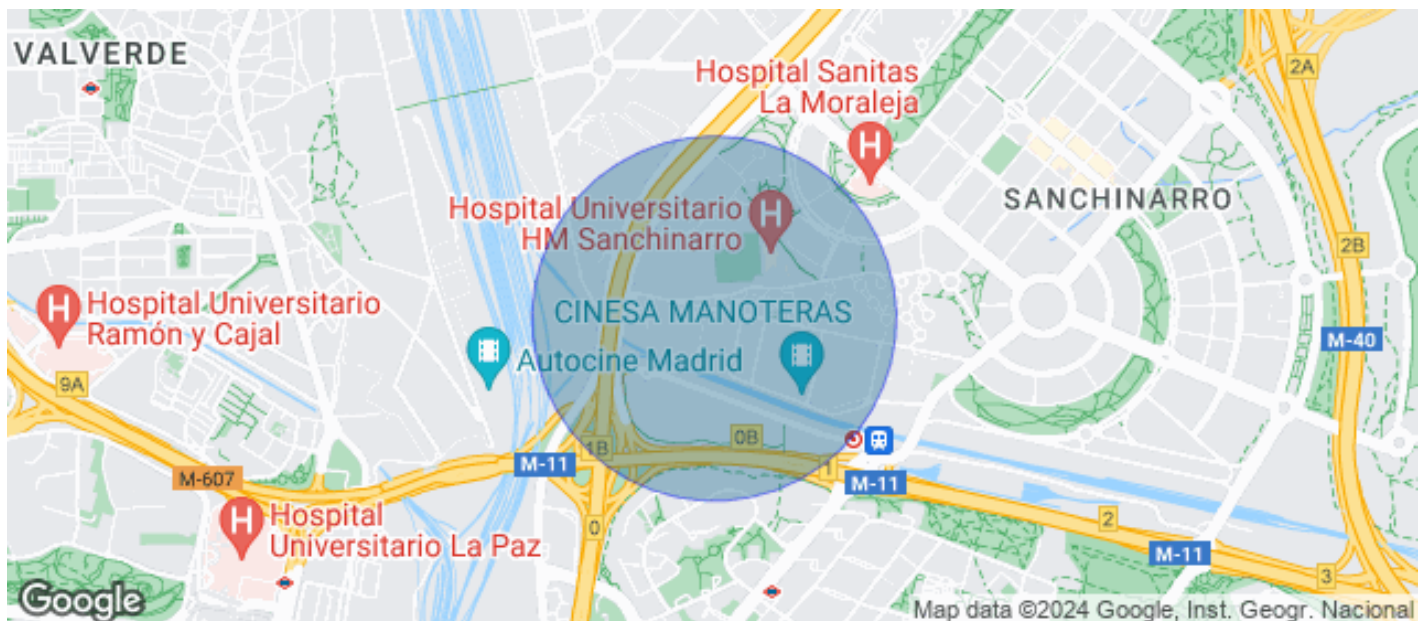 VALVERDE
Hospital Sanitas
La Moraleja
2A
SANCHINARRO
Hospital Universitario
HM Sanchinarro
2B
Hospital Universitario
Ramón y Cajal
CINESA MANOTERAS
M-40
Autocine Madrid
9A
1B
0B
M-11
1
M-11
M-607
Hospital
Universitario La Paz
0
2
M-11
3
Google
Map data ©2024 Google, Inst. Geogr. Nacional